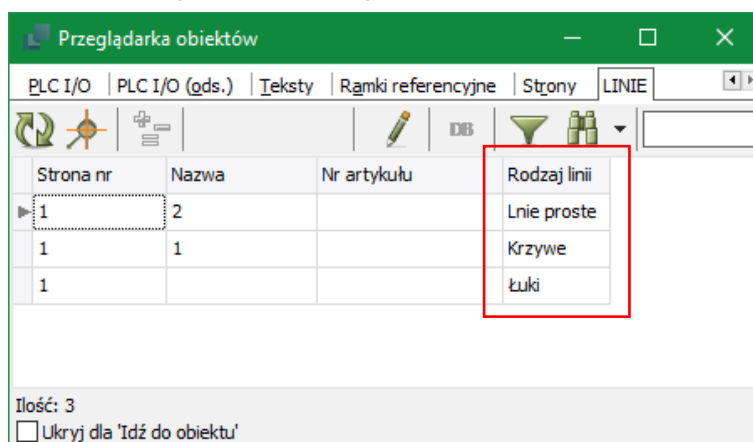 Przeglądarka obiektów
PLC I/O PLC I/O (ods.) Teksty Ramki referencyjne Strony LINIE
DB
Strona nr Nazwa Nr artykułu Rodzaj linii
1 2 Lnie proste
1 1 Krzywe
1 Łuki
Ilość: 3
Ukryj dla 'Idź do obiektu'